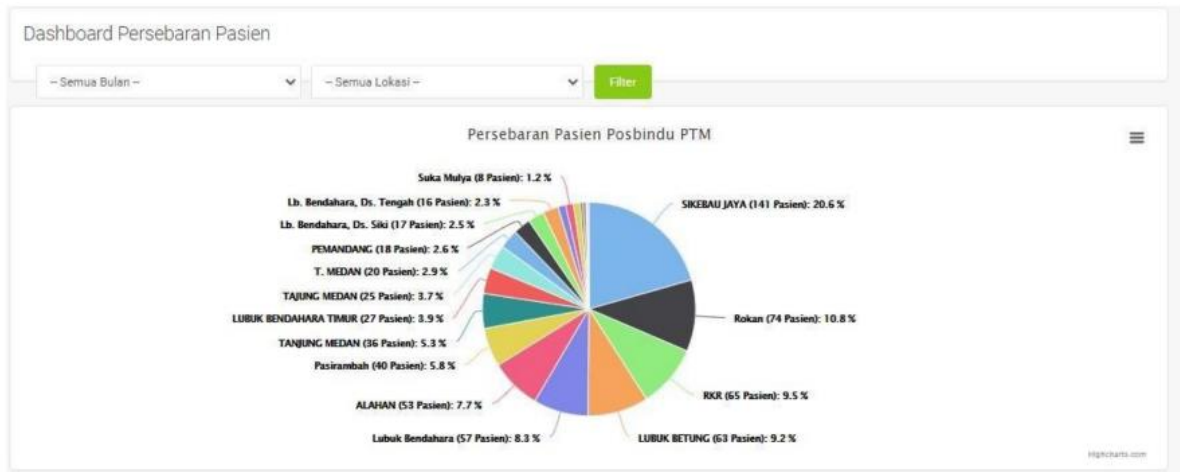 Dashboard Persebaran Pasien
-- Semua Bulan --
-- Semua Lokasi --
Filter
Persebaran Pasien Posbindu PTM
Suka Mulya (8 Pasien): 1.2 %
SIKEBAU JAYA (141 Pasien): 20.6 %
Lb. Bendahara, Ds. Tengah (16 Pasien): 2.3 %
Lb. Bendahara, Ds. Siki (17 Pasien): 2.5 %
PEMANDANG (18 Pasien): 2.6 %
T. MEDAN (20 Pasien): 2.9 %
TAJUNG MEDAN (25 Pasien): 3.7 %
LUBUK BENDAHARA TIMUR (27 Pasien): 3.9 %
Rokan (74 Pasien): 10.8 %
TANJUNG MEDAN (36 Pasien): 5.3 %
Pasirambah (40 Pasien): 5.8 %
RKR (65 Pasien): 9.5 %
ALAHAN (53 Pasien): 7.7 %
Lubuk Bendahara (57 Pasien): 8.3 %
LUBUK BETUNG (63 Pasien): 9.2 %
Highcharts.com